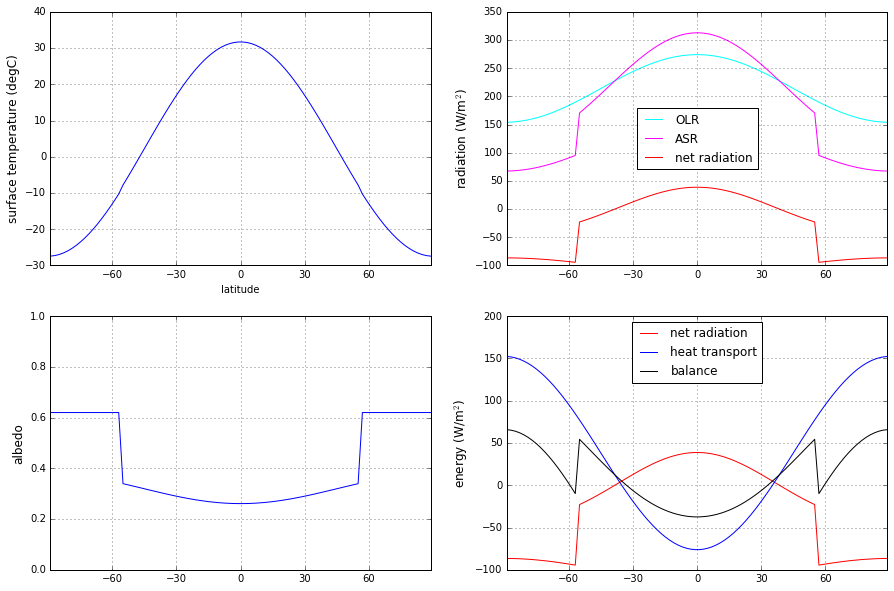 40
30
20
10
0
−10
−20
−30
surface temperature (degC)
−60 −30 0 30 60
latitude
350
300
250
200
150
100
50
0
−50
−100
radiation (W/m²)
OLR
ASR
net radiation
−60 −30 0 30 60
1.0
0.8
0.6
0.4
0.2
0.0
albedo
−60 −30 0 30 60
200
150
100
50
0
−50
−100
energy (W/m²)
net radiation
heat transport
balance
−60 −30 0 30 60